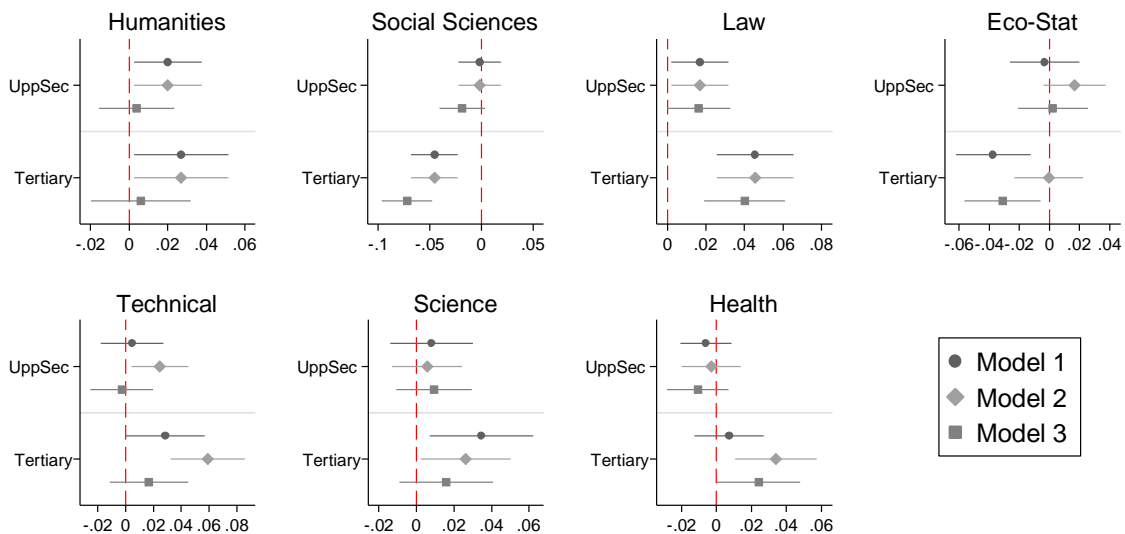 Humanities
UppSec
Tertiary
-.02 0 .02 .04 .06
Social Sciences
UppSec
Tertiary
-.1 -.05 0 .05
Law
UppSec
Tertiary
0 .02 .04 .06 .08
Eco-Stat
UppSec
Tertiary
-.06 -.04 -.02 0 .02 .04
Technical
UppSec
Tertiary
-.02 0 .02 .04 .06 .08
Science
UppSec
Tertiary
-.02 0 .02 .04 .06
Health
UppSec
Tertiary
-.02 0 .02 .04 .06
Model 1
Model 2
Model 3